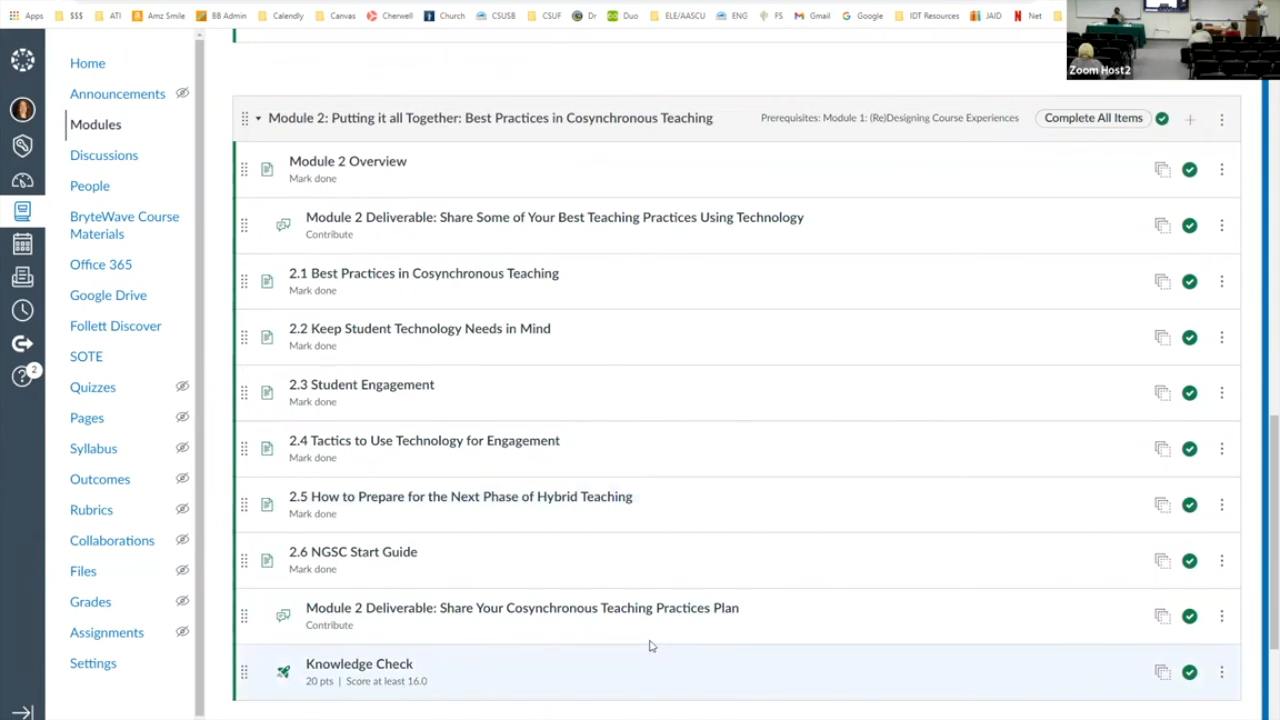 Apps $$$ ATI Amz Smile BB Admin Calendly Canvas Cherwell Church CSUSB CSUF Dr Duo ELE/AASCU ENG FS Gmail Google IDT Resources JAID Net
Zoom Host2
Home
Announcements
Modules
Discussions
People
BryteWave Course
Materials
Office 365
Google Drive
Follett Discover
SOTE
Quizzes
Pages
Syllabus
Outcomes
Rubrics
Collaborations
Files
Grades
Assignments
Settings
2
Module 2: Putting it all Together: Best Practices in Cosynchronous Teaching Prerequisites: Module 1: (Re)Designing Course Experiences Complete All Items
Module 2 Overview
Mark done
Module 2 Deliverable: Share Some of Your Best Teaching Practices Using Technology
Contribute
2.1 Best Practices in Cosynchronous Teaching
Mark done
2.2 Keep Student Technology Needs in Mind
Mark done
2.3 Student Engagement
Mark done
2.4 Tactics to Use Technology for Engagement
Mark done
2.5 How to Prepare for the Next Phase of Hybrid Teaching
Mark done
2.6 NGSC Start Guide
Mark done
Module 2 Deliverable: Share Your Cosynchronous Teaching Practices Plan
Contribute
Knowledge Check
20 pts | Score at least 16.0